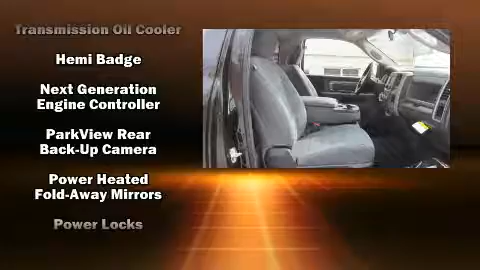 Transmission Oil Cooler
Hemi Badge
Next Generation
Engine Controller
ParkView Rear
Back-Up Camera
Power Heated
Fold-Away Mirrors
Power Locks